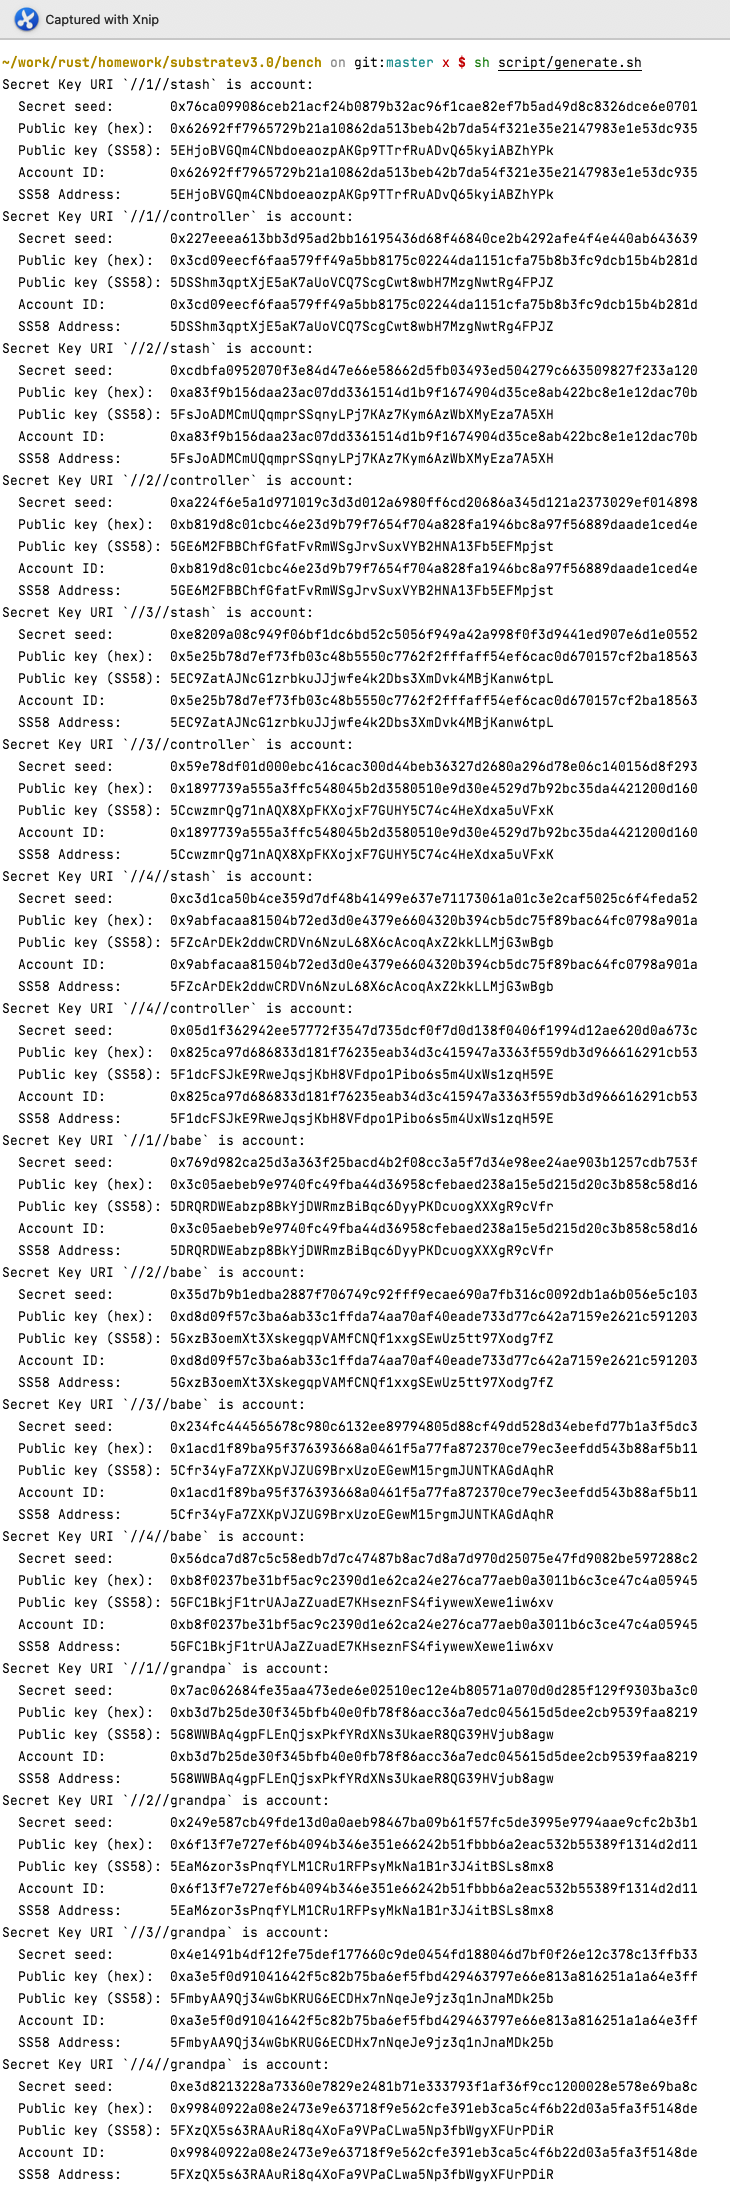 Captured with Xnip
~/work/rust/homework/substratev3.0/bench on git:master x $ sh script/generate.sh
Secret Key URI `//1//stash` is account:
  Secret seed:      0x76ca099086ceb21acf24b0879b32ac96f1cae82ef7b5ad49d8c8326dce6e0701
  Public key (hex):  0x62692ff7965729b21a10862da513beb42b7da54f321e35e2147983e1e53dc935
  Public key (SS58): 5EHjoBVGQm4CNbdoeaozpAKGp9TTrfRuADvQ65kyiABZhYPk
  Account ID:        0x62692ff7965729b21a10862da513beb42b7da54f321e35e2147983e1e53dc935
  SS58 Address:      5EHjoBVGQm4CNbdoeaozpAKGp9TTrfRuADvQ65kyiABZhYPk
Secret Key URI `//1//controller` is account:
  Secret seed:       0x227eeea613bb3d95ad2bb16195436d68f46840ce2b4292afe4f4e440ab643639
  Public key (hex):  0x3cd09eecf6faa579ff49a5bb8175c02244da1151cfa75b8b3fc9dcb15b4b281d
  Public key (SS58): 5DSShm3qptXjE5aK7aUoVCQ7ScgCwt8wbH7MzgNwtRg4FPJZ
  Account ID:        0x3cd09eecf6faa579ff49a5bb8175c02244da1151cfa75b8b3fc9dcb15b4b281d
  SS58 Address:      5DSShm3qptXjE5aK7aUoVCQ7ScgCwt8wbH7MzgNwtRg4FPJZ
Secret Key URI `//2//stash` is account:
  Secret seed:       0xcdbfa0952070f3e84d47e66e58662d5fb03493ed504279c663509827f233a120
  Public key (hex):  0xa83f9b156daa23ac07dd3361514d1b9f1674904d35ce8ab422bc8e1e12dac70b
  Public key (SS58): 5FsJoADMCmUQqmprSSqnyLPj7KAz7Kym6AzWbXMyEza7A5XH
  Account ID:        0xa83f9b156daa23ac07dd3361514d1b9f1674904d35ce8ab422bc8e1e12dac70b
  SS58 Address:      5FsJoADMCmUQqmprSSqnyLPj7KAz7Kym6AzWbXMyEza7A5XH
Secret Key URI `//2//controller` is account:
  Secret seed:       0xa224f6e5a1d971019c3d3d012a6980ff6cd20686a345d121a2373029ef014898
  Public key (hex):  0xb819d8c01cbc46e23d9b79f7654f704a828fa1946bc8a97f56889daade1ced4e
  Public key (SS58): 5GE6M2FBBChfGfatFvRmWSgJrvSuxVYB2HNA13Fb5EFMpjst
  Account ID:        0xb819d8c01cbc46e23d9b79f7654f704a828fa1946bc8a97f56889daade1ced4e
  SS58 Address:      5GE6M2FBBChfGfatFvRmWSgJrvSuxVYB2HNA13Fb5EFMpjst
Secret Key URI `//3//stash` is account:
  Secret seed:       0xe8209a08c949f06bf1dc6bd52c5056f949a42a998f0f3d9441ed907e6d1e0552
  Public key (hex):  0x5e25b78d7ef73fb03c48b5550c7762f2fffaff54ef6cac0d670157cf2ba18563
  Public key (SS58): 5EC9ZatAJNcG1zrbkuJJjwfe4k2Dbs3XmDvk4MBjKanw6tpL
  Account ID:        0x5e25b78d7ef73fb03c48b5550c7762f2fffaff54ef6cac0d670157cf2ba18563
  SS58 Address:      5EC9ZatAJNcG1zrbkuJJjwfe4k2Dbs3XmDvk4MBjKanw6tpL
Secret Key URI `//3//controller` is account:
  Secret seed:       0x59e78df01d000ebc416cac300d44beb36327d2680a296d78e06c140156d8f293
  Public key (hex):  0x1897739a555a3ffc548045b2d3580510e9d30e4529d7b92bc35da4421200d160
  Public key (SS58): 5CcwzmrQg71nAQX8XpFKXojxF7GUHY5C74c4HeXdxa5uVFxK
  Account ID:        0x1897739a555a3ffc548045b2d3580510e9d30e4529d7b92bc35da4421200d160
  SS58 Address:      5CcwzmrQg71nAQX8XpFKXojxF7GUHY5C74c4HeXdxa5uVFxK
Secret Key URI `//4//stash` is account:
  Secret seed:       0xc3d1ca50b4ce359d7df48b41499e637e71173061a01c3e2caf5025c6f4feda52
  Public key (hex):  0x9abfacaa81504b72ed3d0e4379e6604320b394cb5dc75f89bac64fc0798a901a
  Public key (SS58): 5FZcArDEk2ddwCRDVn6NzuL68X6cAcoqAxZ2kkLLMjG3wBgb
  Account ID:        0x9abfacaa81504b72ed3d0e4379e6604320b394cb5dc75f89bac64fc0798a901a
  SS58 Address:      5FZcArDEk2ddwCRDVn6NzuL68X6cAcoqAxZ2kkLLMjG3wBgb
Secret Key URI `//4//controller` is account:
  Secret seed:       0x05d1f362942ee57772f3547d735dcf0f7d0d138f0406f1994d12ae620d0a673c
  Public key (hex):  0x825ca97d686833d181f76235eab34d3c415947a3363f559db3d966616291cb53
  Public key (SS58): 5F1dcFSJkE9RweJqsjKbH8VFdpo1Pibo6s5m4UxWs1zqH59E
  Account ID:        0x825ca97d686833d181f76235eab34d3c415947a3363f559db3d966616291cb53
  SS58 Address:      5F1dcFSJkE9RweJqsjKbH8VFdpo1Pibo6s5m4UxWs1zqH59E
Secret Key URI `//1//babe` is account:
  Secret seed:       0x769d982ca25d3a363f25bacd4b2f08cc3a5f7d34e98ee24ae903b1257cdb753f
  Public key (hex):  0x3c05aebeb9e9740fc49fba44d36958cfebaed238a15e5d215d20c3b858c58d16
  Public key (SS58): 5DRQRDWEabzp8BkYjDWRmzBiBqc6DyyPKDcuogXXXgR9cVfr
  Account ID:        0x3c05aebeb9e9740fc49fba44d36958cfebaed238a15e5d215d20c3b858c58d16
  SS58 Address:      5DRQRDWEabzp8BkYjDWRmzBiBqc6DyyPKDcuogXXXgR9cVfr
Secret Key URI `//2//babe` is account:
  Secret seed:       0x35d7b9b1edba2887f706749c92fff9ecae690a7fb316c0092db1a6b056e5c103
  Public key (hex):  0xd8d09f57c3ba6ab33c1ffda74aa70af40eade733d77c642a7159e2621c591203
  Public key (SS58): 5GxzB3oemXt3XskegqpVAMfCNQf1xxgSEwUz5tt97Xodg7fZ
  Account ID:        0xd8d09f57c3ba6ab33c1ffda74aa70af40eade733d77c642a7159e2621c591203
  SS58 Address:      5GxzB3oemXt3XskegqpVAMfCNQf1xxgSEwUz5tt97Xodg7fZ
Secret Key URI `//3//babe` is account:
  Secret seed:       0x234fc444565678c980c6132ee89794805d88cf49dd528d34ebefd77b1a3f5dc3
  Public key (hex):  0x1acd1f89ba95f376393668a0461f5a77fa872370ce79ec3eefdd543b88af5b11
  Public key (SS58): 5Cfr34yFa7ZXKpVJZUG9BrxUzoEGewM15rgmJUNTKAGdAqhR
  Account ID:        0x1acd1f89ba95f376393668a0461f5a77fa872370ce79ec3eefdd543b88af5b11
  SS58 Address:      5Cfr34yFa7ZXKpVJZUG9BrxUzoEGewM15rgmJUNTKAGdAqhR
Secret Key URI `//4//babe` is account:
  Secret seed:       0x56dca7d87c5c58edb7d7c47487b8ac7d8a7d970d25075e47fd9082be597288c2
  Public key (hex):  0xb8f0237be31bf5ac9c2390d1e62ca24e276ca77aeb0a3011b6c3ce47c4a05945
  Public key (SS58): 5GFC1BkjF1trUAJaZZuadE7KHseznFS4fiywewXewe1iw6xv
  Account ID:        0xb8f0237be31bf5ac9c2390d1e62ca24e276ca77aeb0a3011b6c3ce47c4a05945
  SS58 Address:      5GFC1BkjF1trUAJaZZuadE7KHseznFS4fiywewXewe1iw6xv
Secret Key URI `//1//grandpa` is account:
  Secret seed:       0x7ac062684fe35aa473ede6e02510ec12e4b80571a070d0d285f129f9303ba3c0
  Public key (hex):  0xb3d7b25de30f345bfb40e0fb78f86acc36a7edc045615d5dee2cb9539faa8219
  Public key (SS58): 5G8WWBAq4gpFLEnQjsxPkfYRdXNs3UkaeR8QG39HVjub8agw
  Account ID:        0xb3d7b25de30f345bfb40e0fb78f86acc36a7edc045615d5dee2cb9539faa8219
  SS58 Address:      5G8WWBAq4gpFLEnQjsxPkfYRdXNs3UkaeR8QG39HVjub8agw
Secret Key URI `//2//grandpa` is account:
  Secret seed:       0x249e587cb49fde13d0a0aeb98467ba09b61f57fc5de3995e9794aae9cfc2b3b1
  Public key (hex):  0x6f13f7e727ef6b4094b346e351e66242b51fbbb6a2eac532b55389f1314d2d11
  Public key (SS58): 5EaM6zor3sPnqfYLM1CRu1RFPsyMkNa1B1r3J4itBSLs8mx8
  Account ID:        0x6f13f7e727ef6b4094b346e351e66242b51fbbb6a2eac532b55389f1314d2d11
  SS58 Address:      5EaM6zor3sPnqfYLM1CRu1RFPsyMkNa1B1r3J4itBSLs8mx8
Secret Key URI `//3//grandpa` is account:
  Secret seed:       0x4e1491b4df12fe75def177660c9de0454fd188046d7bf0f26e12c378c13ffb33
  Public key (hex):  0xa3e5f0d91041642f5c82b75ba6ef5fbd429463797e66e813a816251a1a64e3ff
  Public key (SS58): 5FmbyAA9Qj34wGbKRUG6ECDHx7nNqeJe9jz3q1nJnaMDk25b
  Account ID:        0xa3e5f0d91041642f5c82b75ba6ef5fbd429463797e66e813a816251a1a64e3ff
  SS58 Address:      5FmbyAA9Qj34wGbKRUG6ECDHx7nNqeJe9jz3q1nJnaMDk25b
Secret Key URI `//4//grandpa` is account:
  Secret seed:       0xe3d8213228a73360e7829e2481b71e333793f1af36f9cc1200028e578e69ba8c
  Public key (hex):  0x99840922a08e2473e9e63718f9e562cfe391eb3ca5c4f6b22d03a5fa3f5148de
  Public key (SS58): 5FXzQX5s63RAAuRi8q4XoFa9VPaCLwa5Np3fbWgyXFUrPDiR
  Account ID:        0x99840922a08e2473e9e63718f9e562cfe391eb3ca5c4f6b22d03a5fa3f5148de
  SS58 Address:      5FXzQX5s63RAAuRi8q4XoFa9VPaCLwa5Np3fbWgyXFUrPDiR